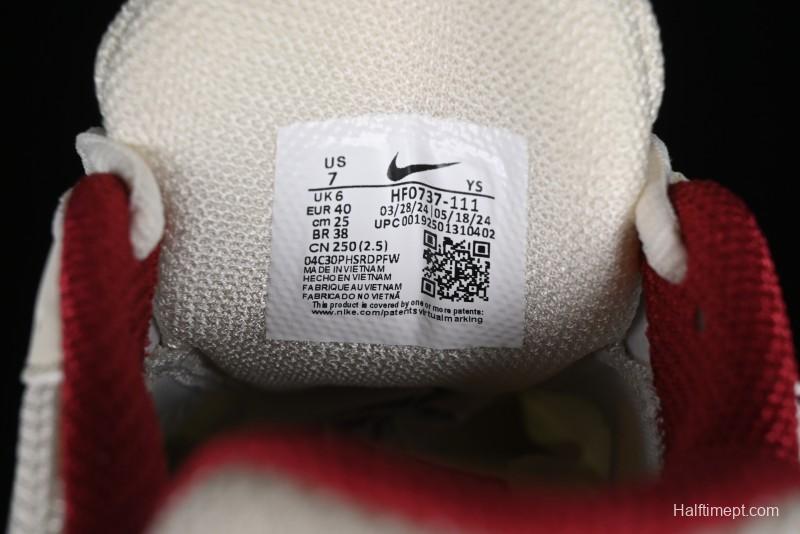 US
7
YS
UK 6
HF0737-111
EUR 40
03/28/24 | 05/18/24
cm 25
UPC 00192501310402
BR 38
CN 250 (2.5)
04C30PHSRDPFW
MADE IN VIETNAM
HECHO EN VIETNAM
FABRIQUE AU VIETNAM
FABRICADO NO VIETNÃ
This product is covered by one or more patents:
www.nike.com/patents virtual marking
Halftimept.com